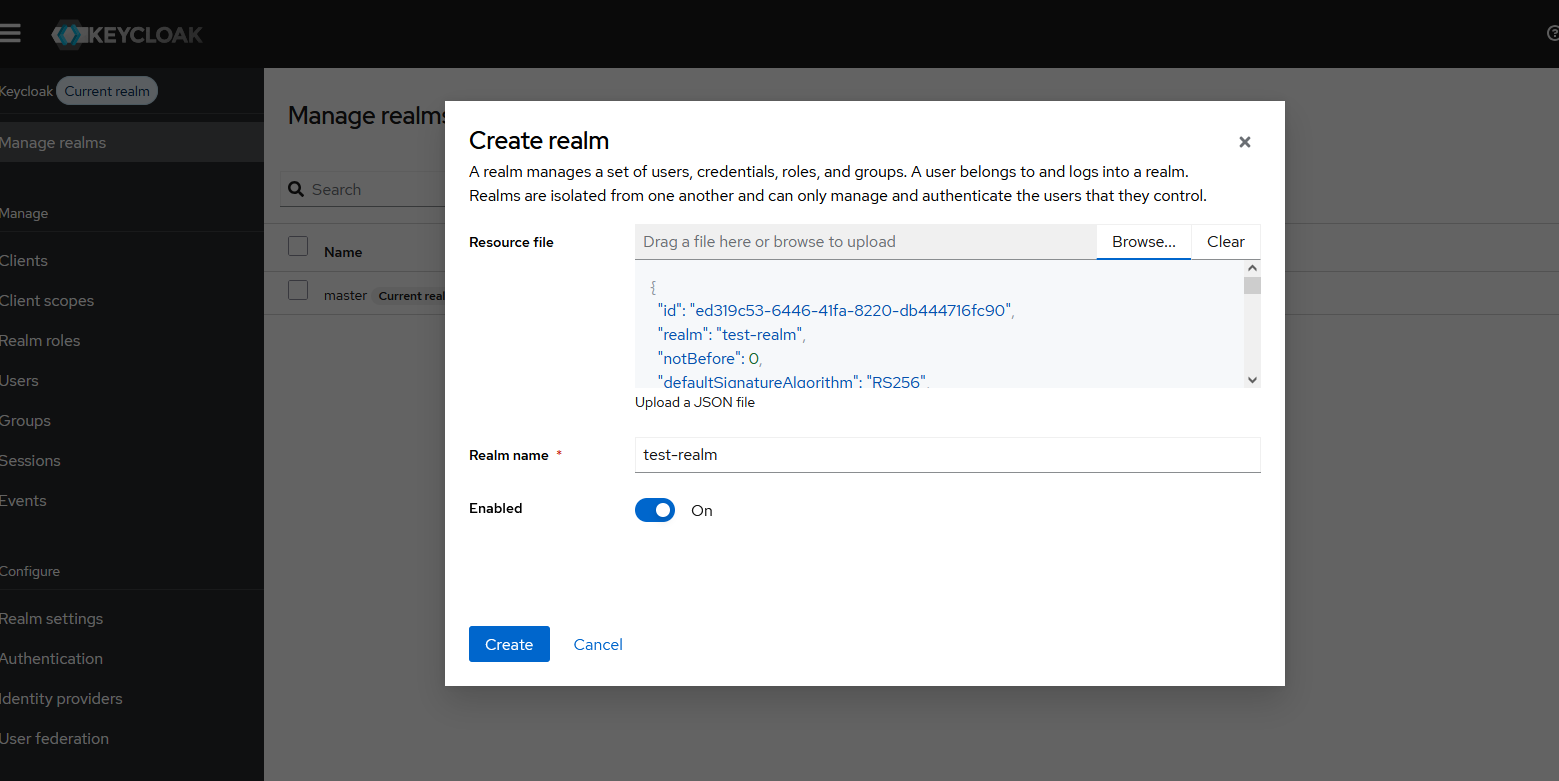 KEYCLOAK
Keycloak Current realm
Manage realms
Manage
Clients
Client scopes
Realm roles
Users
Groups
Sessions
Events
Configure
Realm settings
Authentication
Identity providers
User federation
Manage realms
Search
Name
master Current real
Create realm
A realm manages a set of users, credentials, roles, and groups. A user belongs to and logs into a realm.
Realms are isolated from one another and can only manage and authenticate the users that they control.
Resource file
Drag a file here or browse to upload Browse... Clear
{
"id": "ed319c53-6446-41fa-8220-db444716fc90",
"realm": "test-realm",
"notBefore": 0,
"defaultSignatureAlgorithm": "RS256",
Upload a JSON file
Realm name *
test-realm
Enabled
On
Create Cancel